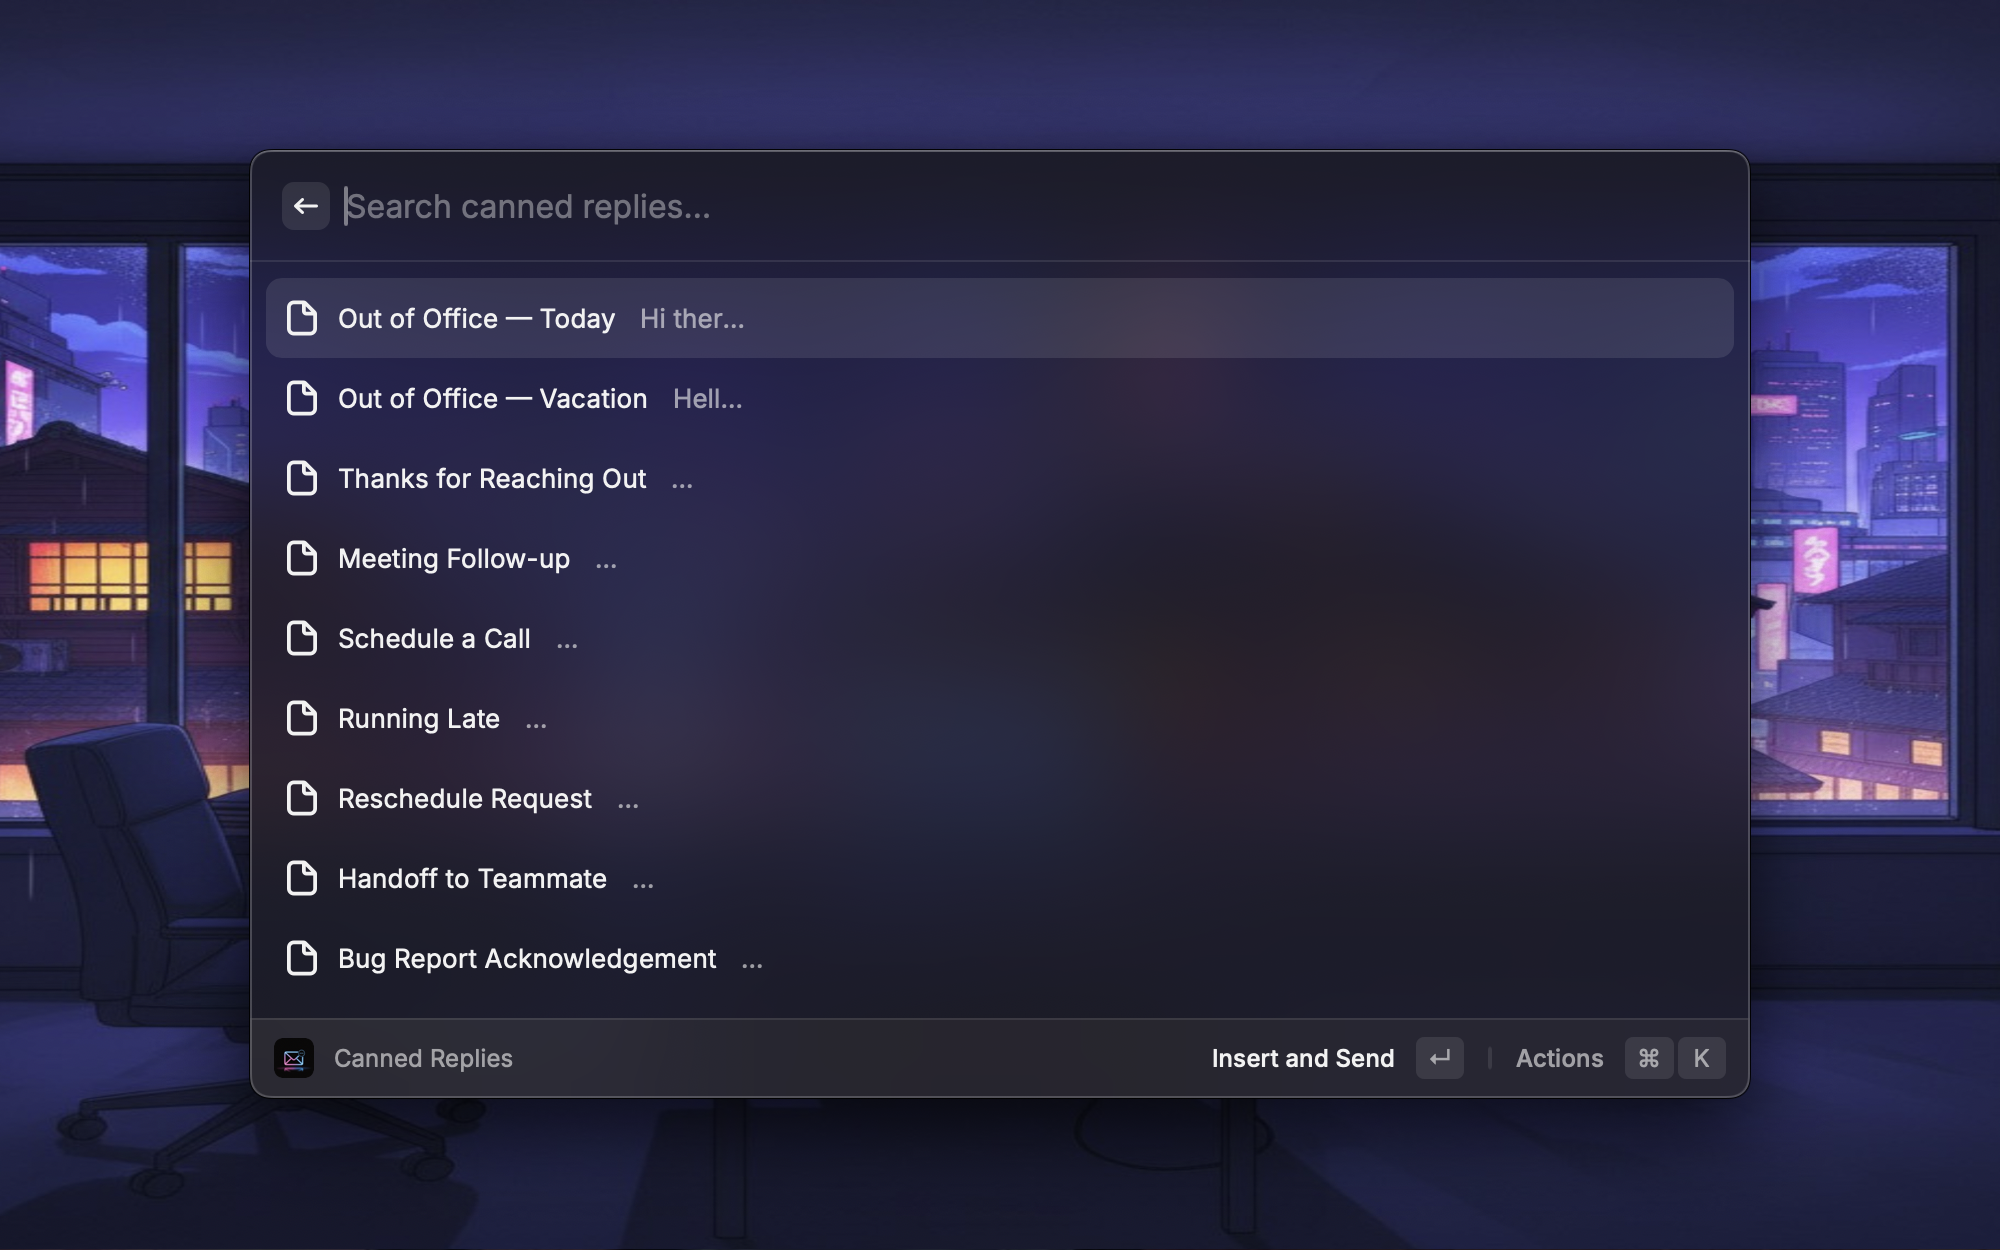 Search canned replies...
Out of Office — Today Hi ther...
Out of Office — Vacation Hell...
Thanks for Reaching Out ...
Meeting Follow-up ...
Schedule a Call ...
Running Late ...
Reschedule Request ...
Handoff to Teammate ...
Bug Report Acknowledgement ...
Canned Replies Insert and Send ↵ Actions ⌘ K